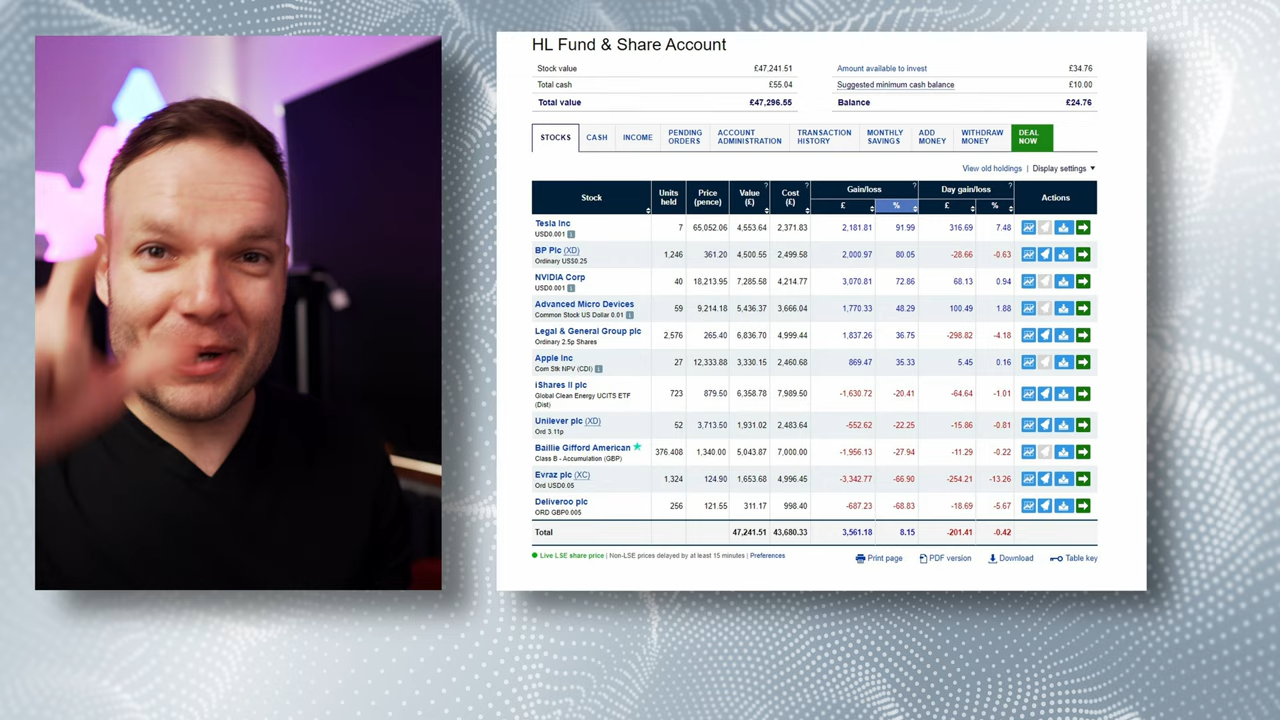 HL Fund & Share Account
Stock value £47,241.51 Amount available to invest £34.76
Total cash £55.04 Suggested minimum cash balance £10.00
Total value £47,296.55 Balance £24.76
STOCKS CASH INCOME PENDING ORDERS ACCOUNT ADMINISTRATION TRANSACTION HISTORY MONTHLY SAVINGS ADD MONEY WITHDRAW MONEY DEAL NOW
View old holdings | Display settings
Stock Units held Price (pence) Value (£) ? Cost (£) ? Gain/loss ? Day gain/loss ? Actions
£ % £ %
Tesla Inc
USD0.001 7 65,052.06 4,553.64 2,371.83 2,181.81 91.99 316.69 7.48
BP Plc (XD)
Ordinary US$0.25 1,246 361.20 4,500.55 2,499.58 2,000.97 80.05 -28.66 -0.63
NVIDIA Corp
USD0.001 40 18,213.95 7,285.58 4,214.77 3,070.81 72.86 68.13 0.94
Advanced Micro Devices
Common Stock US Dollar 0.01 59 9,214.18 5,436.37 3,666.04 1,770.33 48.29 100.49 1.88
Legal & General Group plc
Ordinary 2.5p Shares 2,576 265.40 6,836.70 4,999.44 1,837.26 36.75 -298.82 -4.18
Apple Inc
Com Stk NPV (CDI) 27 12,333.88 3,330.15 2,460.68 869.47 35.33 5.45 0.16
iShares II plc
Global Clean Energy UCITS ETF
(Dist) 723 879.50 6,358.78 7,989.50 -1,630.72 -20.41 -64.64 -1.01
Unilever plc (XD)
Ord 3.11p 52 3,713.50 1,931.02 2,483.64 -552.62 -22.25 -15.86 -0.81
Baillie Gifford American
Class B - Accumulation (GBP) 376.408 1,340.00 5,043.87 7,000.00 -1,956.13 -27.94 -11.29 -0.22
Evraz plc (XC)
Ord USD0.05 1,324 124.90 1,653.68 4,996.45 -3,342.77 -66.90 -254.21 -13.26
Deliveroo plc
ORD GBP0.005 256 121.55 311.17 998.40 -687.23 -68.83 -18.69 -5.67
Total 47,241.51 43,680.33 3,561.18 8.15 -201.41 -0.42
Live LSE share price | Non-LSE prices delayed by at least 15 minutes | Preferences Print page PDF version Download Table key